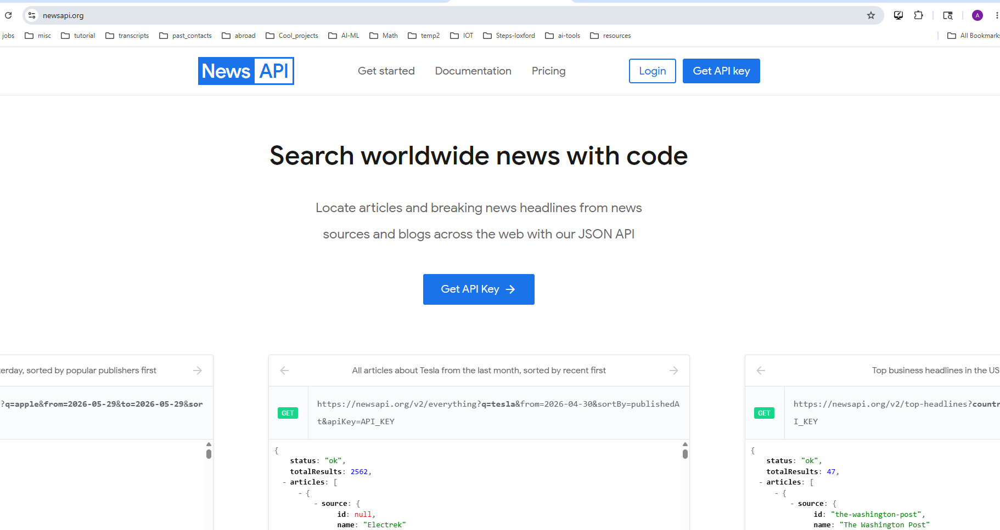 newsapi.org
A
jobs misc tutorial transcripts past_contacts abroad Cool_projects AI-ML Math temp2 IOT Steps-loxford ai-tools resources All Bookmarks
News API Get started Documentation Pricing Login Get API key
Search worldwide news with code
Locate articles and breaking news headlines from news
sources and blogs across the web with our JSON API
Get API Key →
erday, sorted by popular publishers first →
?q=apple&from=2026-05-29&to=2026-05-29&sor
← All articles about Tesla from the last month, sorted by recent first →
GET
https://newsapi.org/v2/everything?q=tesla&from=2026-04-30&sortBy=publishedA
t&apiKey=API_KEY
{
status: "ok",
totalResults: 2562,
- articles: [
- {
- source: {
id: null,
name: "Electrek"
← Top business headlines in the US
GET
https://newsapi.org/v2/top-headlines?countr
I_KEY
{
status: "ok",
totalResults: 47,
- articles: [
- {
- source: {
id: "the-washington-post",
name: "The Washington Post"